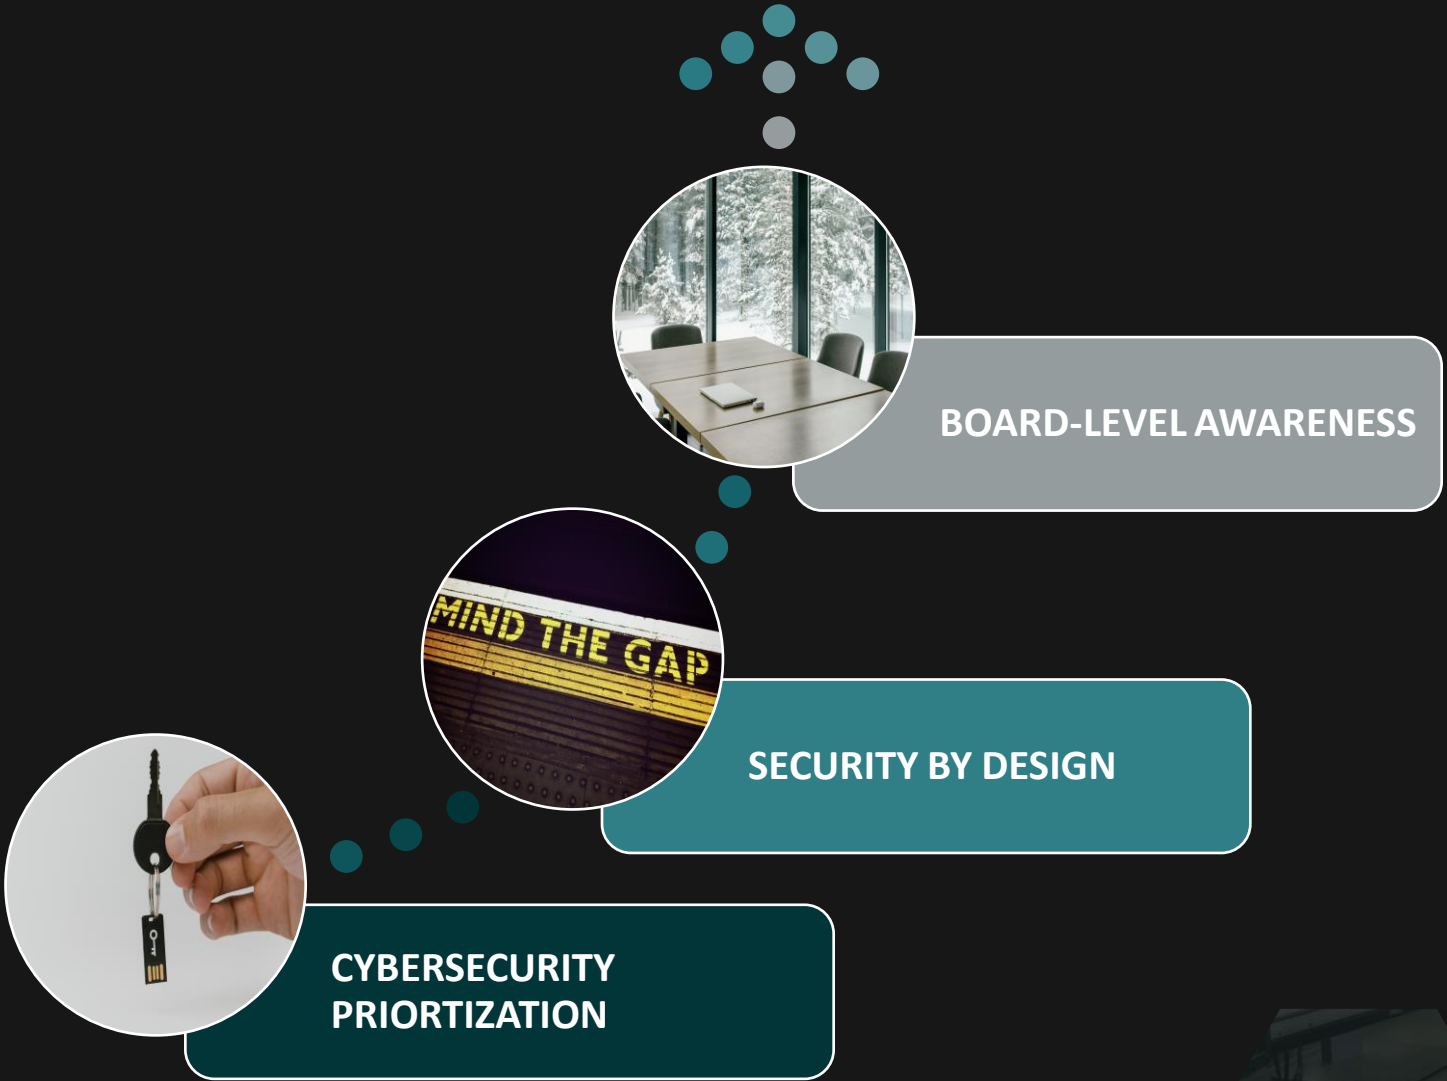 BOARD-LEVEL AWARENESS
MIND THE GAP
SECURITY BY DESIGN
CYBERSECURITY
PRIORTIZATION